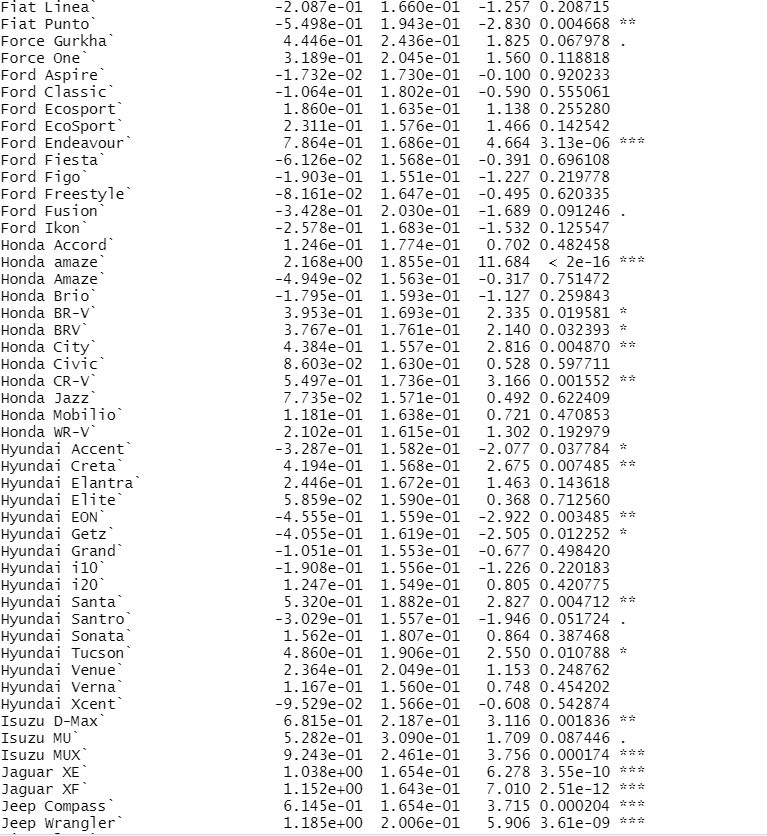 Fiat Linea` -2.087e-01 1.660e-01 -1.257 0.208715
Fiat Punto` -5.498e-01 1.943e-01 -2.830 0.004668 **
Force Gurkha` 4.446e-01 2.436e-01 1.825 0.067978 .
Force One` 3.189e-01 2.045e-01 1.560 0.118818
Ford Aspire` -1.732e-02 1.730e-01 -0.100 0.920233
Ford Classic` -1.064e-01 1.802e-01 -0.590 0.555061
Ford Ecosport` 1.860e-01 1.635e-01 1.138 0.255280
Ford EcoSport` 2.311e-01 1.576e-01 1.466 0.142542
Ford Endeavour` 7.864e-01 1.686e-01 4.664 3.13e-06 ***
Ford Fiesta` -6.126e-02 1.568e-01 -0.391 0.696108
Ford Figo` -1.903e-01 1.551e-01 -1.227 0.219778
Ford Freestyle` -8.161e-02 1.647e-01 -0.495 0.620335
Ford Fusion` -3.428e-01 2.030e-01 -1.689 0.091246 .
Ford Ikon` -2.578e-01 1.683e-01 -1.532 0.125547
Honda Accord` 1.246e-01 1.774e-01 0.702 0.482458
Honda amaze` 2.168e+00 1.855e-01 11.684 < 2e-16 ***
Honda Amaze` -4.949e-02 1.563e-01 -0.317 0.751472
Honda Brio` -1.795e-01 1.593e-01 -1.127 0.259843
Honda BR-V` 3.953e-01 1.693e-01 2.335 0.019581 *
Honda BRV` 3.767e-01 1.761e-01 2.140 0.032393 *
Honda City` 4.384e-01 1.557e-01 2.816 0.004870 **
Honda Civic` 8.603e-02 1.630e-01 0.528 0.597711
Honda CR-V` 5.497e-01 1.736e-01 3.166 0.001552 **
Honda Jazz` 7.735e-02 1.571e-01 0.492 0.622409
Honda Mobilio` 1.181e-01 1.638e-01 0.721 0.470853
Honda WR-V` 2.102e-01 1.615e-01 1.302 0.192979
Hyundai Accent` -3.287e-01 1.582e-01 -2.077 0.037784 *
Hyundai Creta` 4.194e-01 1.568e-01 2.675 0.007485 **
Hyundai Elantra` 2.446e-01 1.672e-01 1.463 0.143618
Hyundai Elite` 5.859e-02 1.590e-01 0.368 0.712560
Hyundai EON` -4.555e-01 1.559e-01 -2.922 0.003485 **
Hyundai Getz` -4.055e-01 1.619e-01 -2.505 0.012252 *
Hyundai Grand` -1.051e-01 1.553e-01 -0.677 0.498420
Hyundai i10` -1.908e-01 1.556e-01 -1.226 0.220183
Hyundai i20` 1.247e-01 1.549e-01 0.805 0.420775
Hyundai Santa` 5.320e-01 1.882e-01 2.827 0.004712 **
Hyundai Santro` -3.029e-01 1.557e-01 -1.946 0.051724 .
Hyundai Sonata` 1.562e-01 1.807e-01 0.864 0.387468
Hyundai Tucson` 4.860e-01 1.906e-01 2.550 0.010788 *
Hyundai Venue` 2.364e-01 2.049e-01 1.153 0.248762
Hyundai Verna` 1.167e-01 1.560e-01 0.748 0.454202
Hyundai Xcent` -9.529e-02 1.566e-01 -0.608 0.542874
Isuzu D-Max` 6.815e-01 2.187e-01 3.116 0.001836 **
Isuzu MU` 5.282e-01 3.090e-01 1.709 0.087446 .
Isuzu MUX` 9.243e-01 2.461e-01 3.756 0.000174 ***
Jaguar XE` 1.038e+00 1.654e-01 6.278 3.55e-10 ***
Jaguar XF` 1.152e+00 1.643e-01 7.010 2.51e-12 ***
Jeep Compass` 6.145e-01 1.654e-01 3.715 0.000204 ***
Jeep Wrangler` 1.185e+00 2.006e-01 5.906 3.61e-09 ***